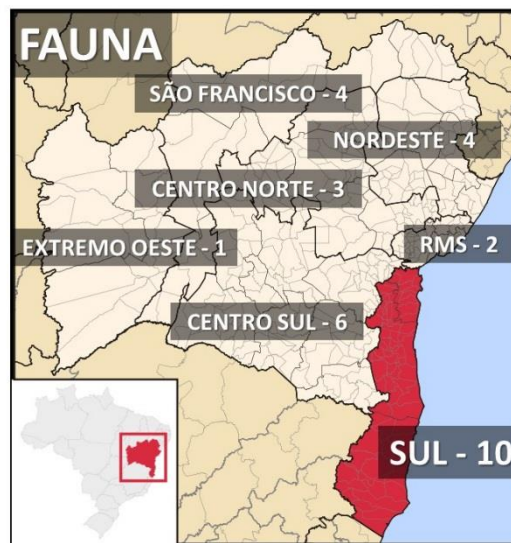 FAUNA
SÃO FRANCISCO - 4
NORDESTE - 4
CENTRO NORTE - 3
EXTREMO OESTE - 1
RMS - 2
CENTRO SUL - 6
SUL - 10